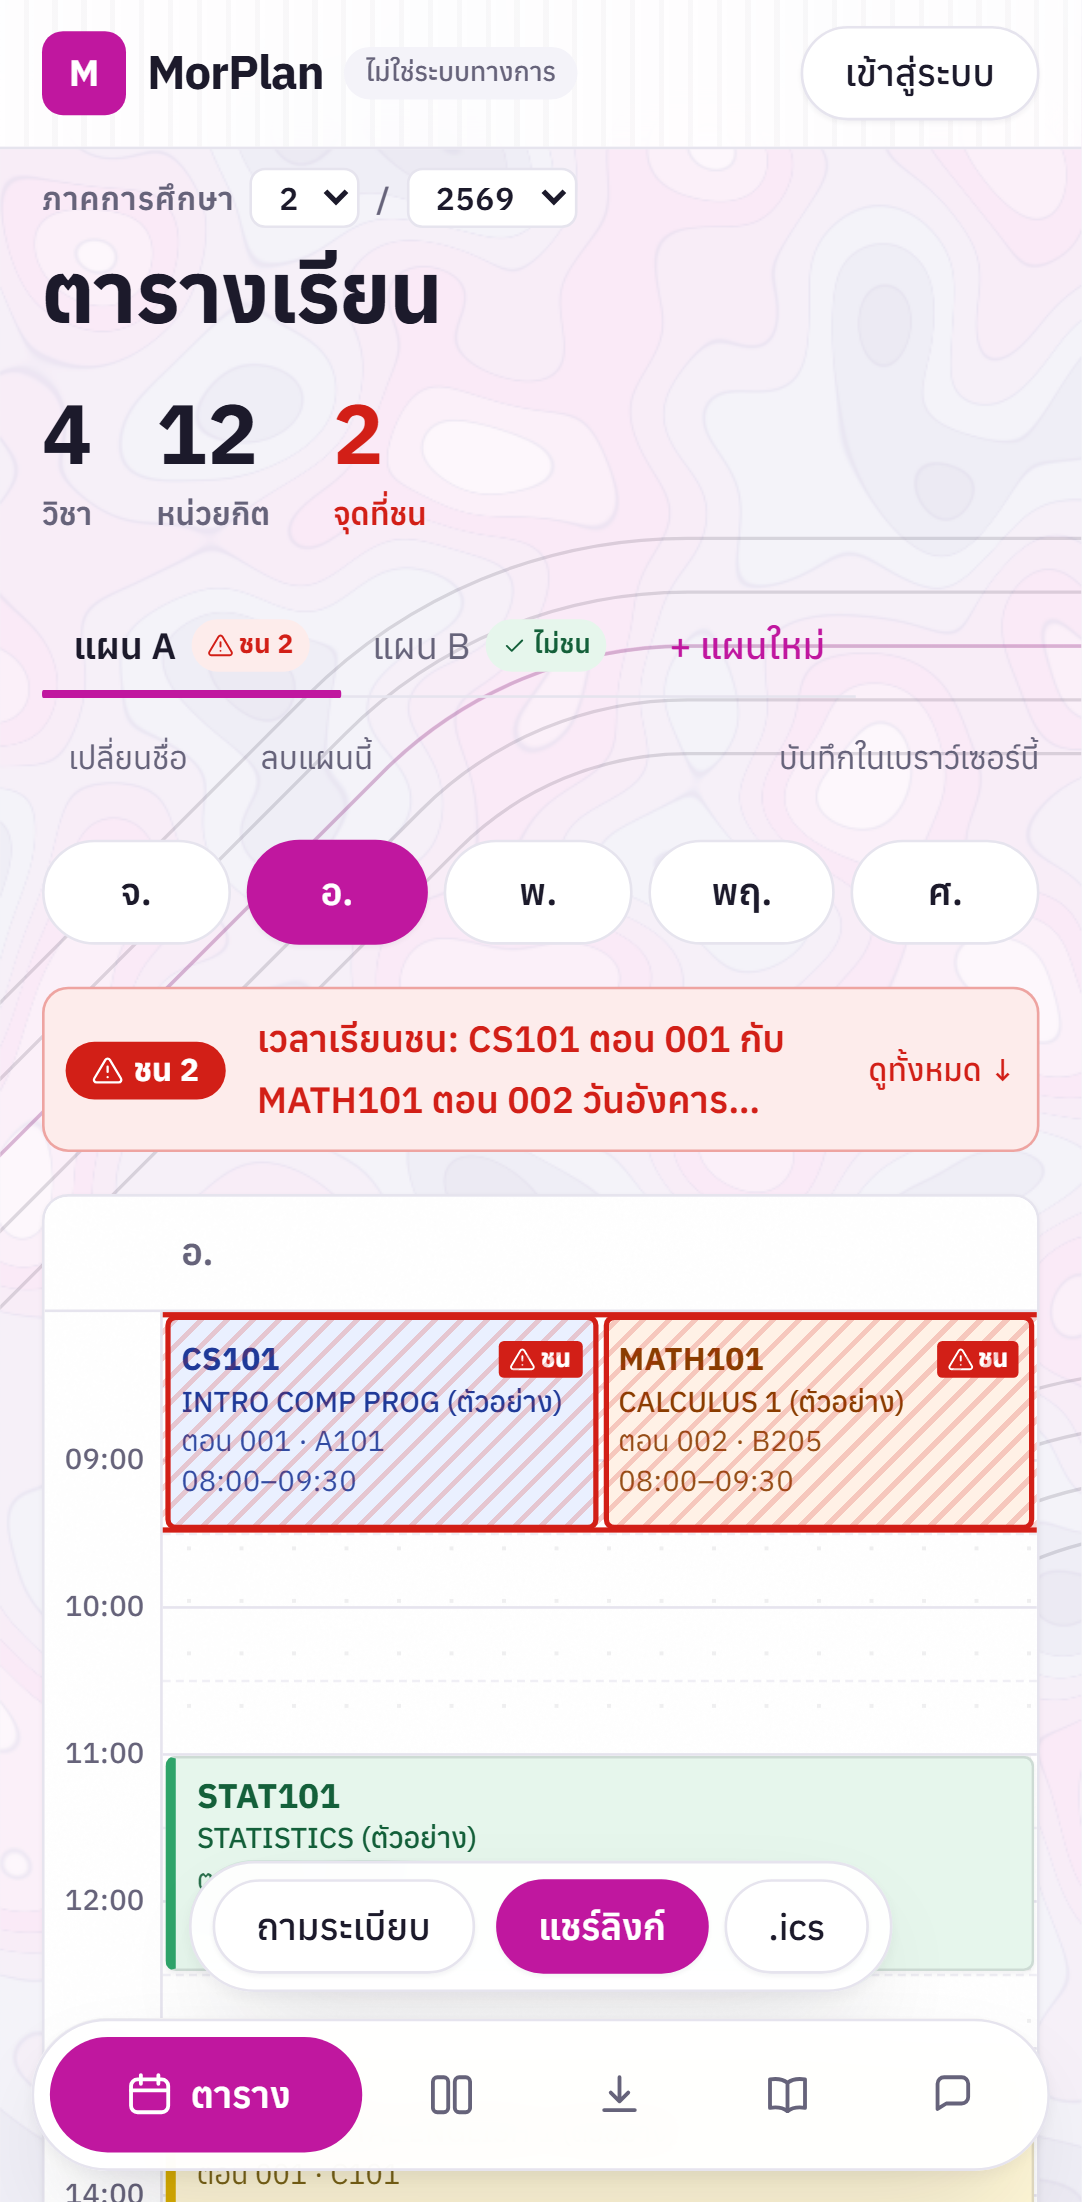 M MorPlan ไม่ใช่ระบบทางการ เข้าสู่ระบบ
ภาคการศึกษา 2 / 2569
ตารางเรียน
4 12 2
วิชา หน่วยกิต จุดที่ชน
แผน A ชน 2 แผน B ไม่ชน + แผนใหม่
เปลี่ยนชื่อ ลบแผนนี้ บันทึกในเบราว์เซอร์นี้
จ. อ. พ. พฤ. ศ.
ชน 2 เวลาเรียนชน: CS101 ตอน 001 กับ ดูทั้งหมด ↓
MATH101 ตอน 002 วันอังคาร...
อ.
CS101 ชน MATH101 ชน
INTRO COMP PROG (ตัวอย่าง) CALCULUS 1 (ตัวอย่าง)
ตอน 001 · A101 ตอน 002 · B205
09:00
08:00–09:30 08:00–09:30
10:00
11:00
STAT101
STATISTICS (ตัวอย่าง)
12:00
ถามระเบียบ แชร์ลิงก์ .ics
ตาราง
ตอน 001 · C101
14:00